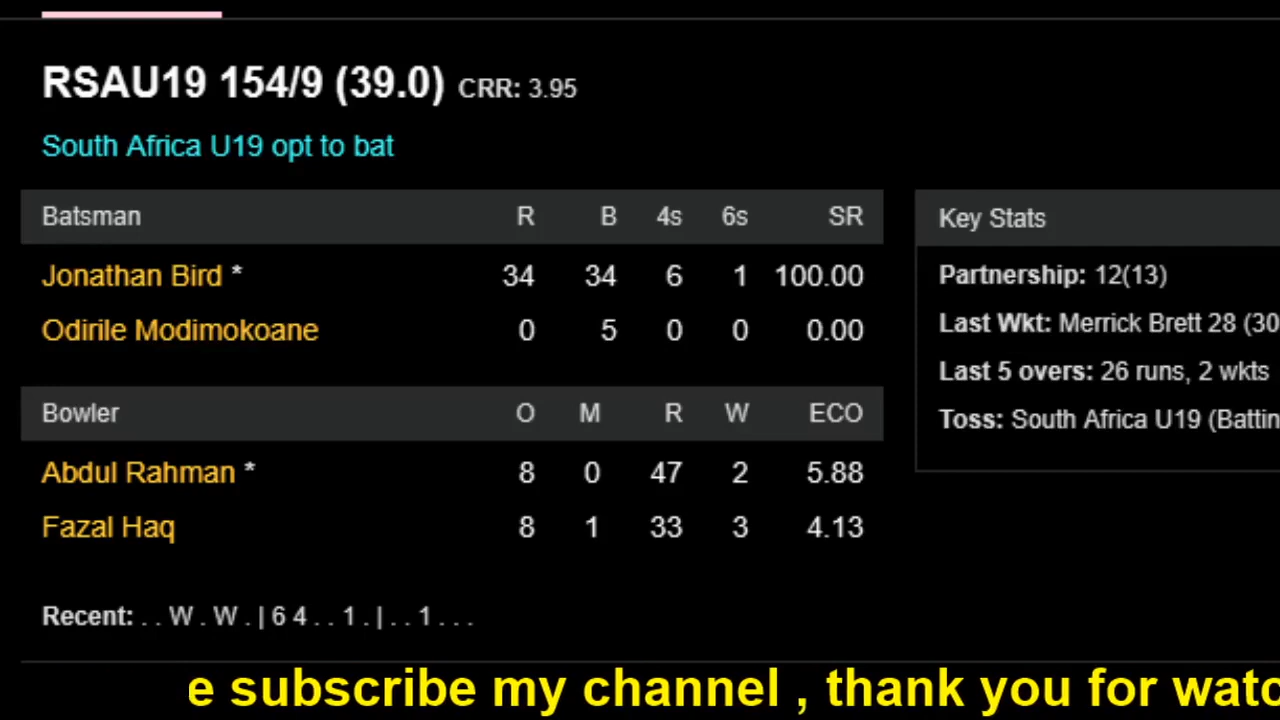 RSAU19 154/9 (39.0) CRR: 3.95
South Africa U19 opt to bat
Batsman R B 4s 6s SR
Jonathan Bird * 34 34 6 1 100.00
Odirile Modimokoane 0 5 0 0 0.00
Bowler O M R W ECO
Abdul Rahman * 8 0 47 2 5.88
Fazal Haq 8 1 33 3 4.13
Recent: . . W . W . | 6 4 . . 1 . | . . 1 . . .
Key Stats
Partnership: 12(13)
Last Wkt: Merrick Brett 28 (30
Last 5 overs: 26 runs, 2 wkts
Toss: South Africa U19 (Battin
e subscribe my channel , thank you for watc